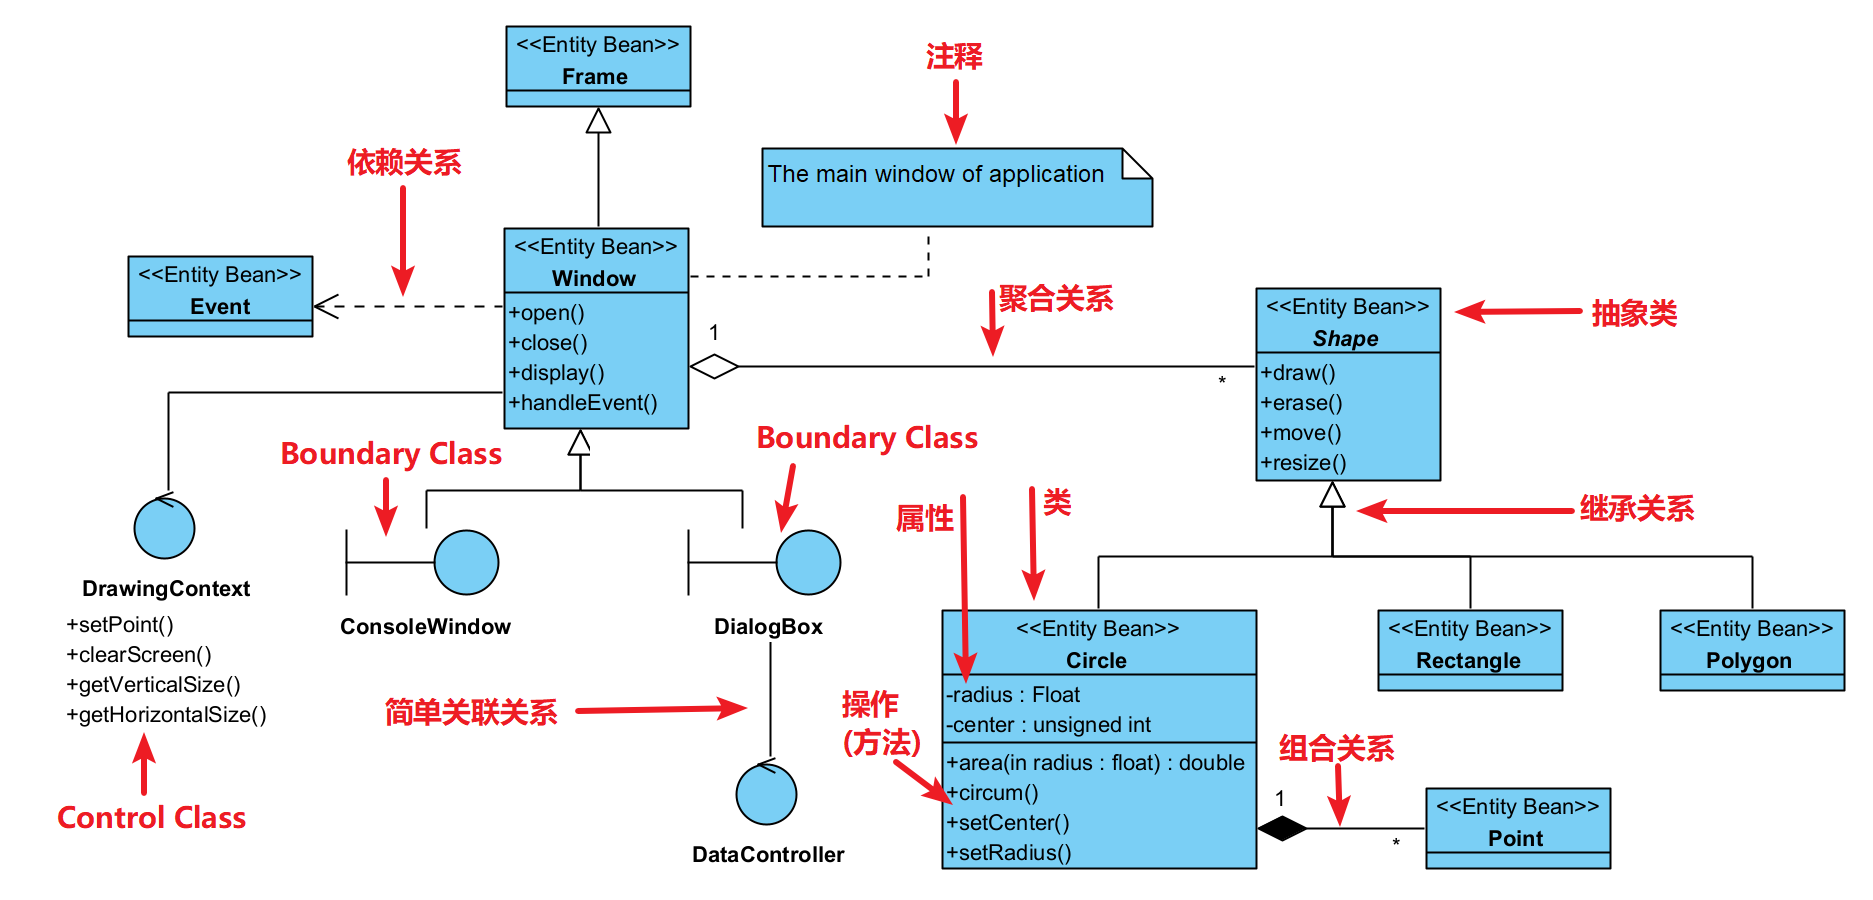 <<Entity Bean>>
Frame
注释
The main window of application
依赖关系
<<Entity Bean>>
Event
<<Entity Bean>>
Window
+open()
+close()
+display()
+handleEvent()
1
聚合关系
*
<<Entity Bean>>
Shape
+draw()
+erase()
+move()
+resize()
抽象类
继承关系
Boundary Class
Boundary Class
属性
类
DrawingContext
+setPoint()
+clearScreen()
+getVerticalSize()
+getHorizontalSize()
Control Class
ConsoleWindow
DialogBox
简单关联关系
DataController
操作
(方法)
<<Entity Bean>>
Circle
-radius : Float
-center : unsigned int
+area(in radius : float) : double
+circum()
+setCenter()
+setRadius()
<<Entity Bean>>
Rectangle
<<Entity Bean>>
Polygon
组合关系
1
*
<<Entity Bean>>
Point